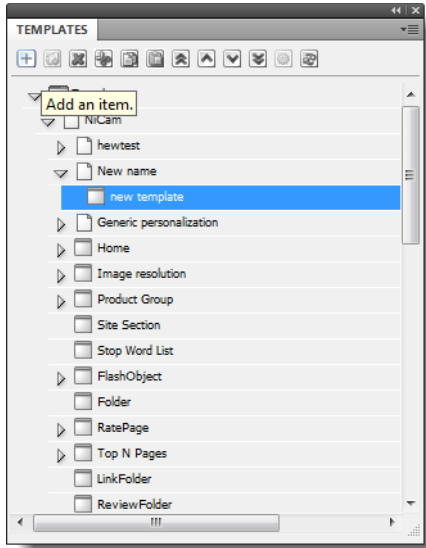 TEMPLATES
Add an item.
NiCam
hewtest
New name
new template
Generic personalization
Home
Image resolution
Product Group
Site Section
Stop Word List
FlashObject
Folder
RatePage
Top N Pages
LinkFolder
ReviewFolder